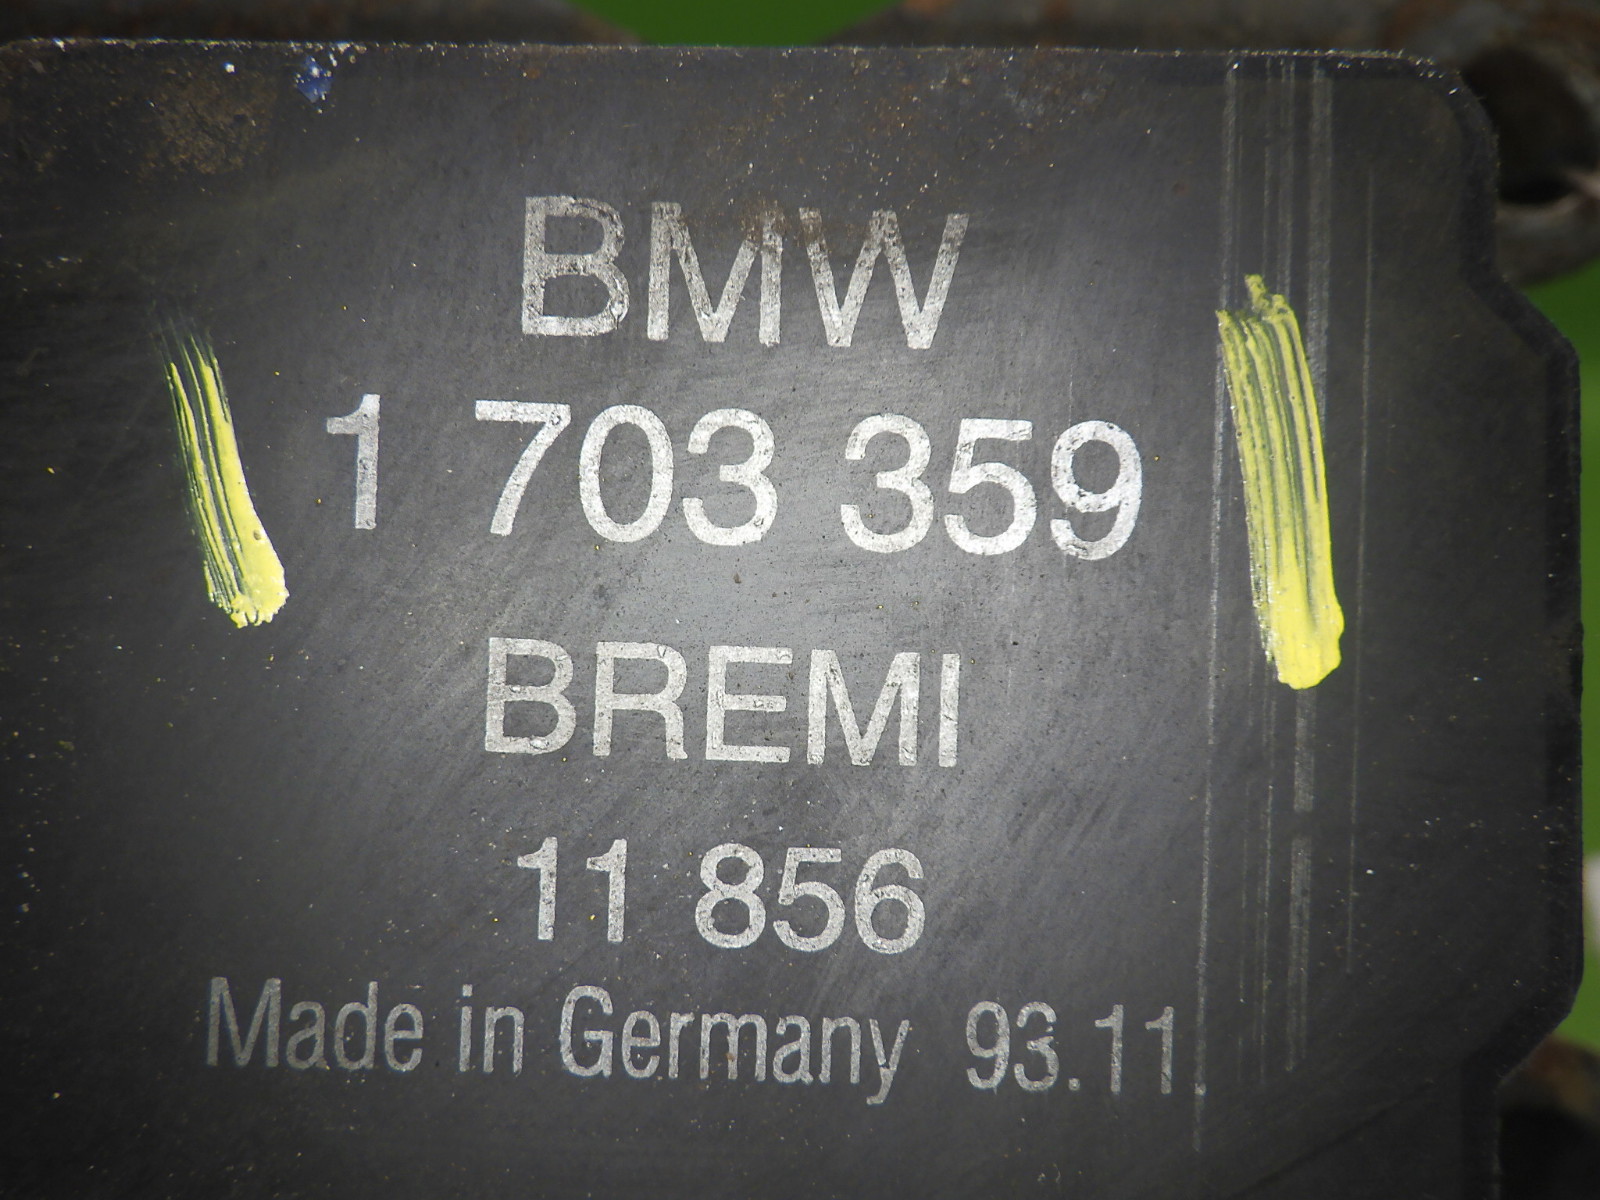 BMW
1 703 359
BREMI
11 856
Made in Germany 93.11